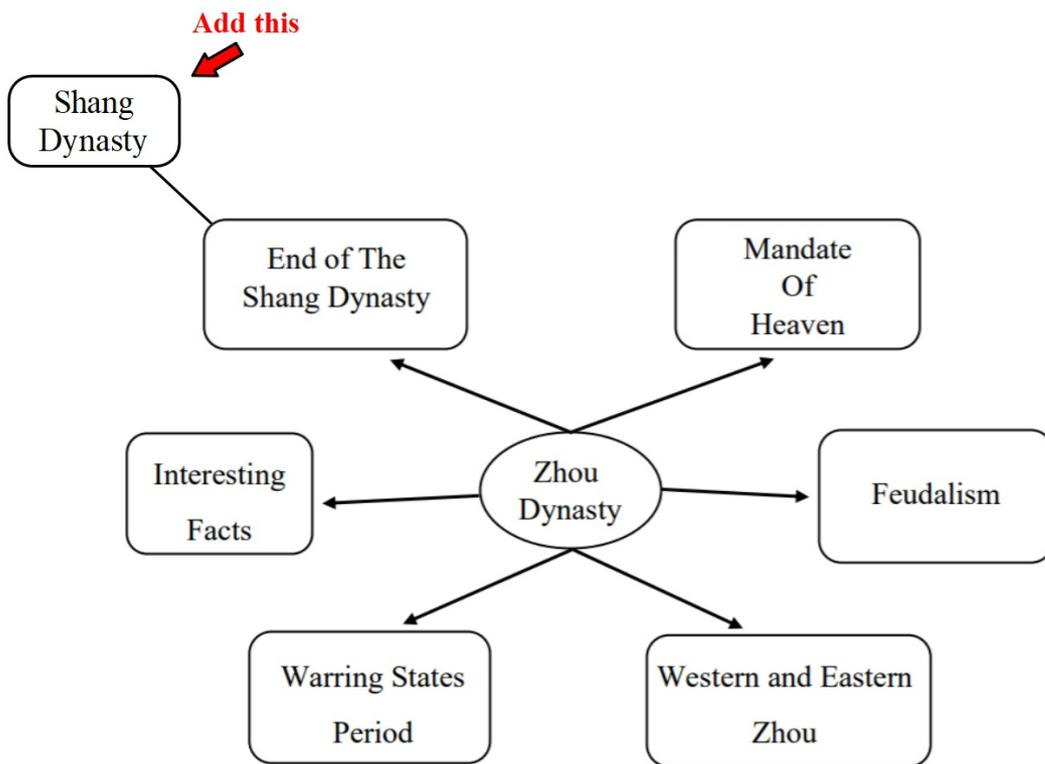 Add this
Shang
Dynasty
End of The
Shang Dynasty
Mandate
Of
Heaven
Interesting
Facts
Zhou
Dynasty
Feudalism
Warring States
Period
Western and Eastern
Zhou